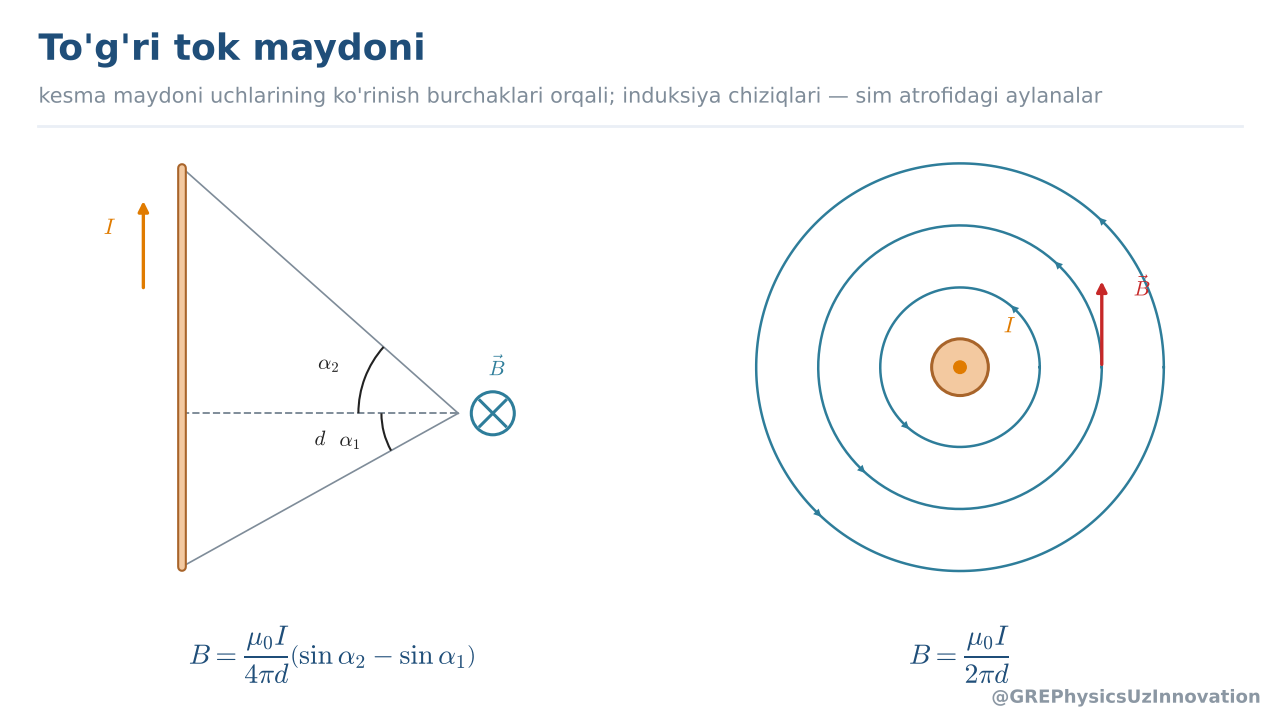 To'g'ri tok maydoni
kesma maydoni uchlarining ko'rinish burchaklari orqali; induksiya chiziqlari — sim atrofidagi aylanalar
I
α₂
d α₁
B⃗
I
B⃗
B = μ₀I/4πd (sin α₂ − sin α₁)
B = μ₀I/2πd
@GREPhysicsUzInnovation